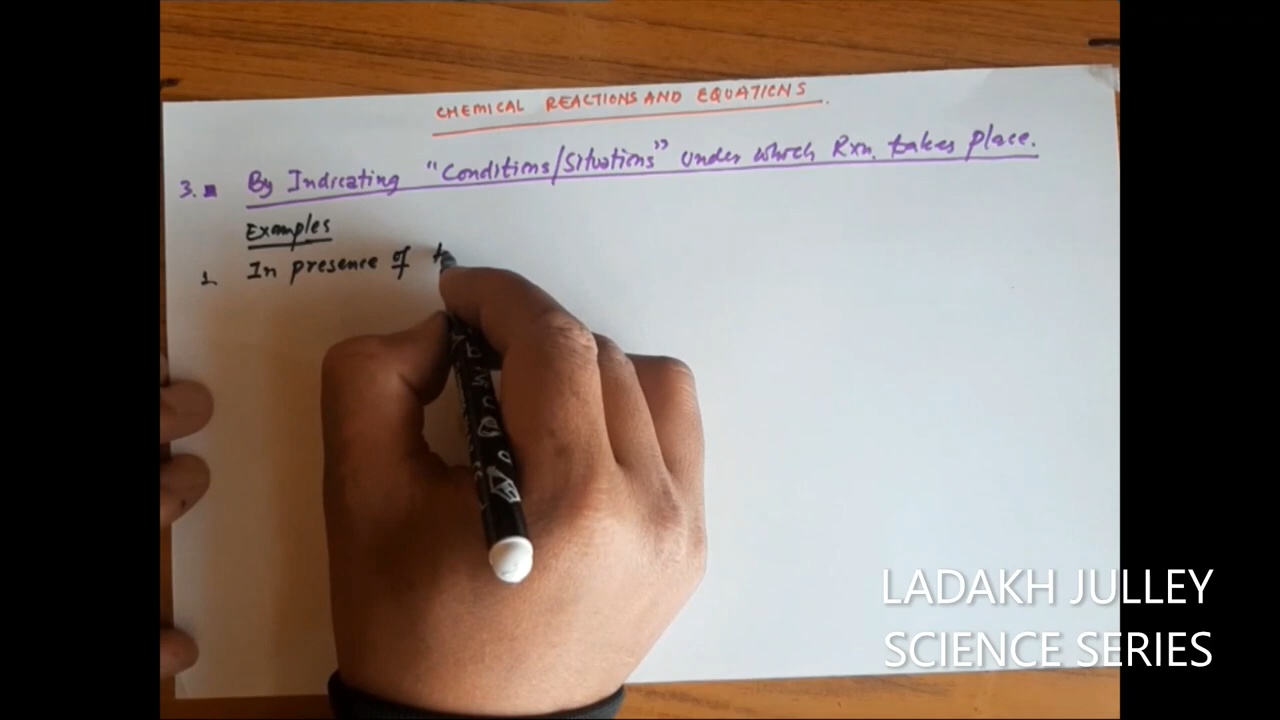 CHEMICAL REACTIONS AND EQUATIONS.
3. By Indicating "Conditions/Situations" under which Rxn. takes place.
Examples
1. In presence of
LADAKH JULLEY
SCIENCE SERIES